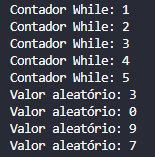 Contador While: 1
Contador While: 2
Contador While: 3
Contador While: 4
Contador While: 5
Valor aleatório: 3
Valor aleatório: 0
Valor aleatório: 9
Valor aleatório: 7